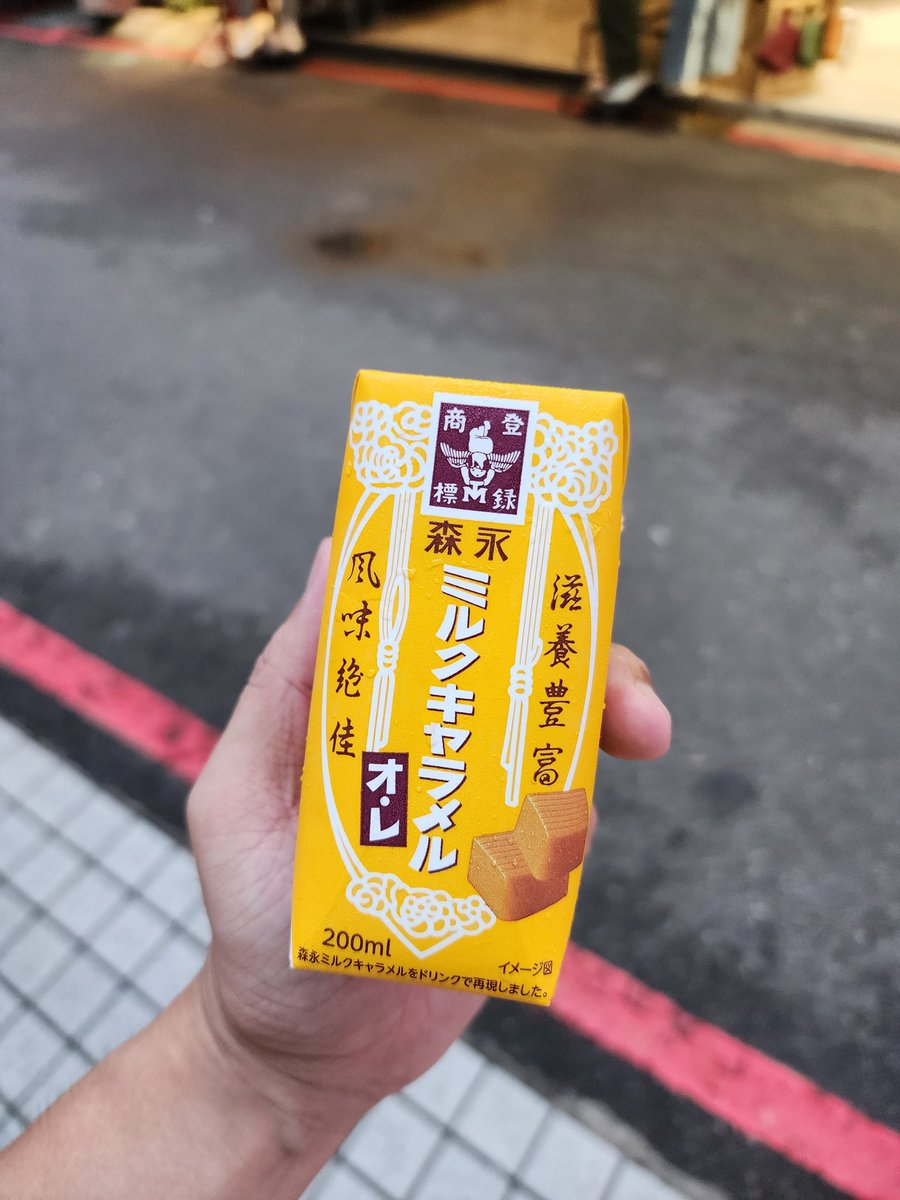 商登
標録
森永
ミルクキャラメル
オ・レ
滋養豊富
風味絶佳
200ml
イメージ図
森永ミルクキャラメルをドリンクで再現しました。